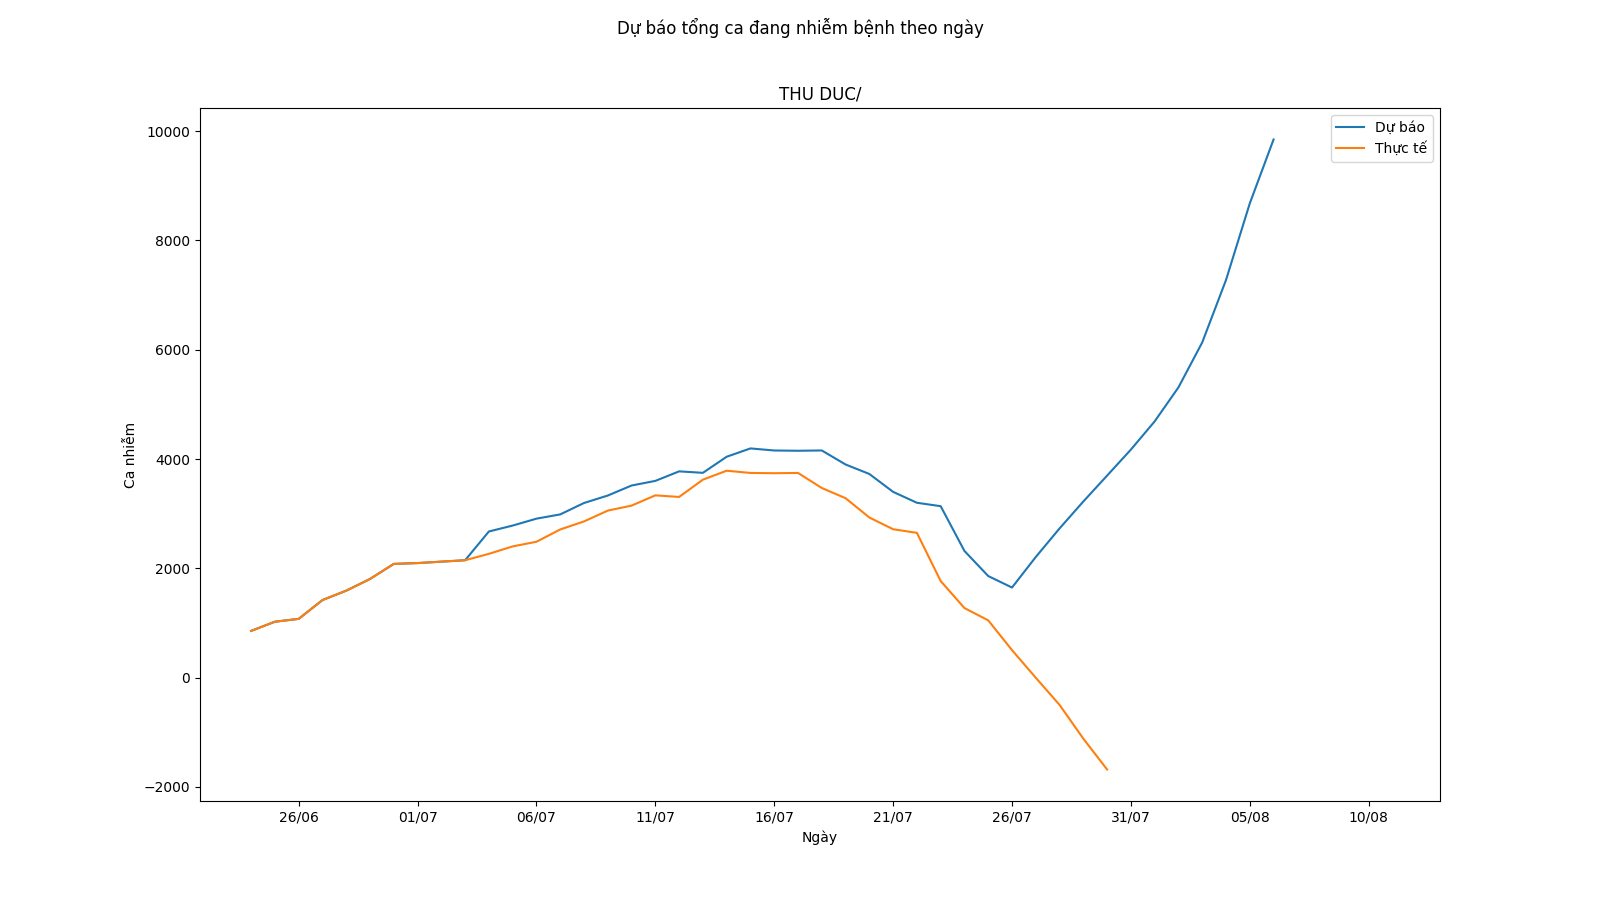 Dự báo tổng ca đang nhiễm bệnh theo ngày
THU DUC/
Dự báo
Thực tế
10000
8000
6000
4000
2000
0
−2000
Ca nhiễm
26/06 01/07 06/07 11/07 16/07 21/07 26/07 31/07 05/08 10/08
Ngày